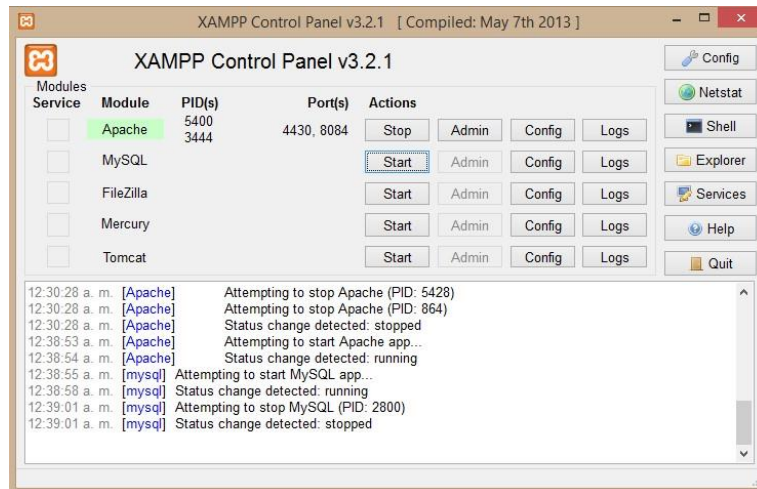 XAMPP Control Panel v3.2.1 [ Compiled: May 7th 2013 ]
XAMPP Control Panel v3.2.1
Config
Netstat
Shell
Explorer
Services
Help
Quit
Modules
Service Module PID(s) Port(s) Actions
Apache 5400 3444 4430, 8084 Stop Admin Config Logs
MySQL Start Admin Config Logs
FileZilla Start Admin Config Logs
Mercury Start Admin Config Logs
Tomcat Start Admin Config Logs
12:30:28 a. m. [Apache] Attempting to stop Apache (PID: 5428)
12:30:28 a. m. [Apache] Attempting to stop Apache (PID: 864)
12:30:28 a. m. [Apache] Status change detected: stopped
12:38:53 a. m. [Apache] Attempting to start Apache app...
12:38:54 a. m. [Apache] Status change detected: running
12:38:55 a. m. [mysql] Attempting to start MySQL app...
12:38:58 a. m. [mysql] Status change detected: running
12:39:01 a. m. [mysql] Attempting to stop MySQL (PID: 2800)
12:39:01 a. m. [mysql] Status change detected: stopped